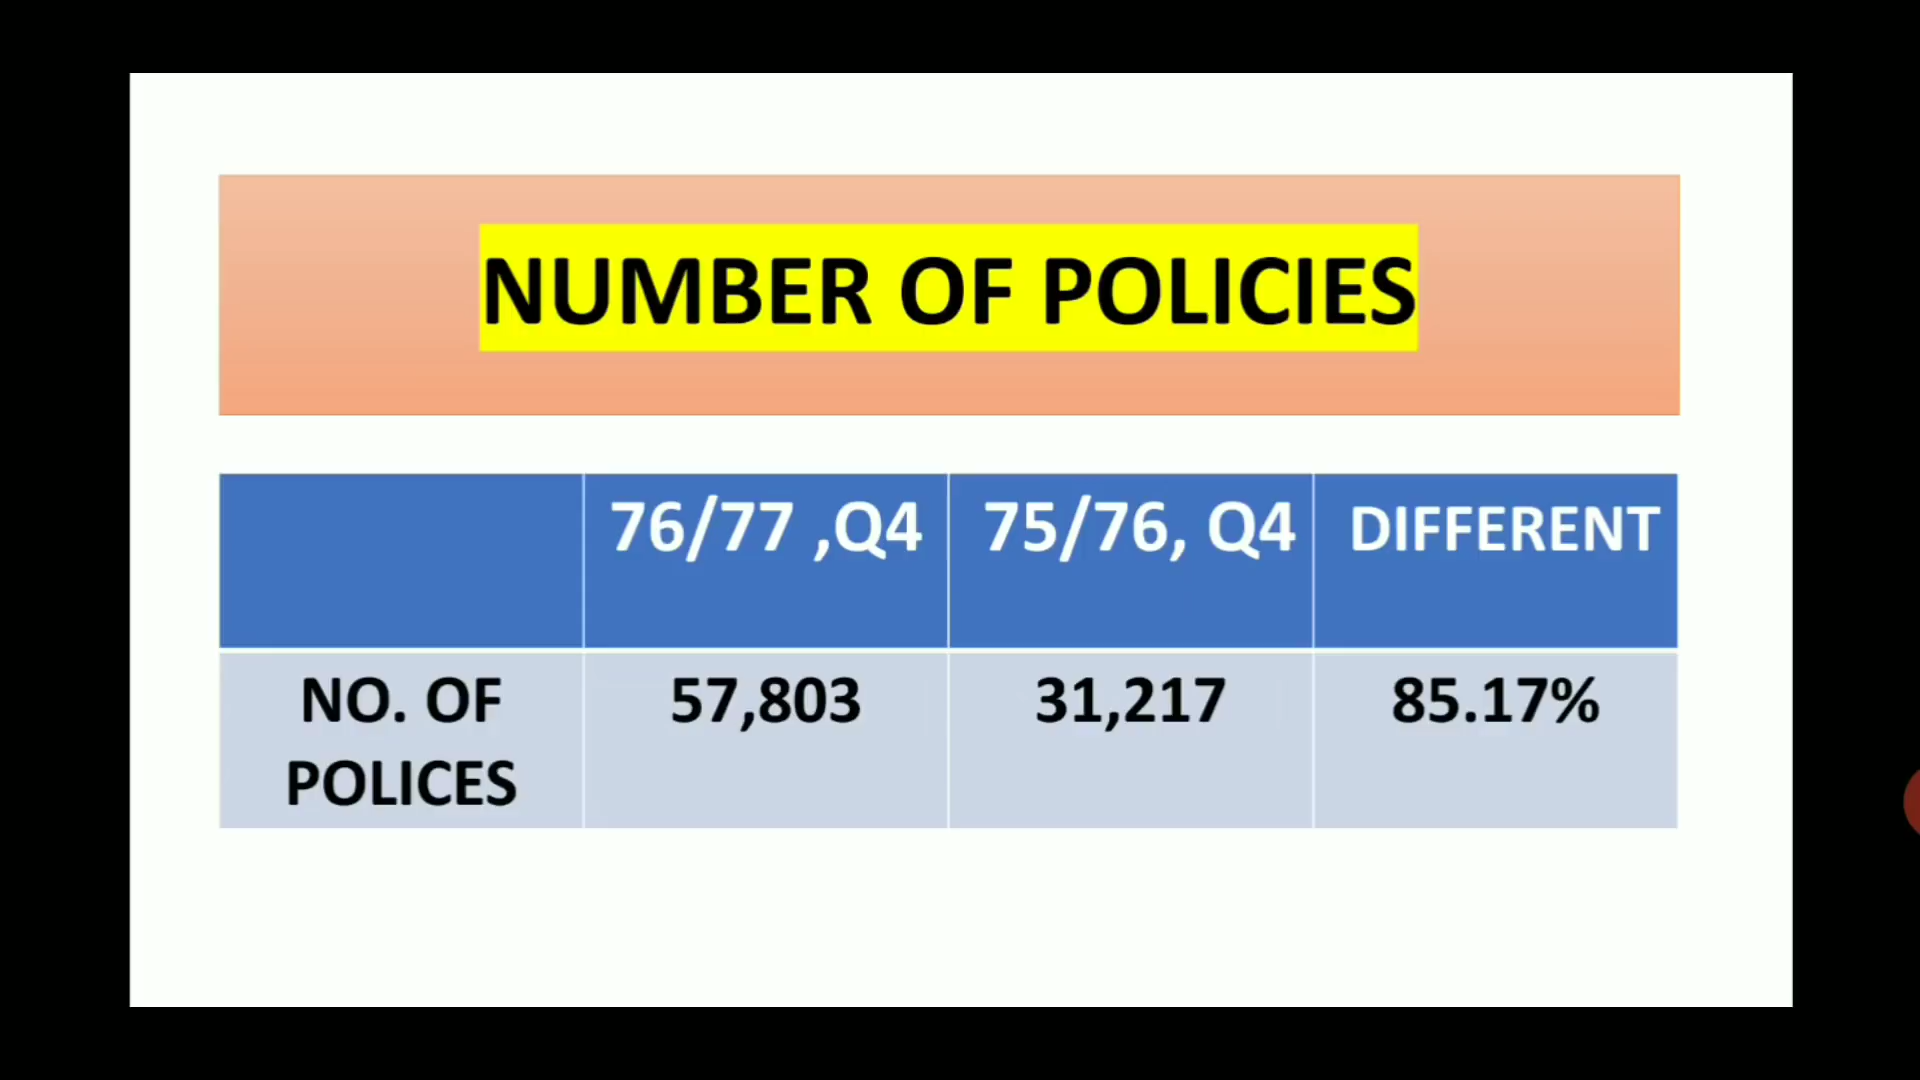 NUMBER OF POLICIES
76/77 ,Q4 75/76, Q4 DIFFERENT
NO. OF 57,803 31,217 85.17%
POLICES